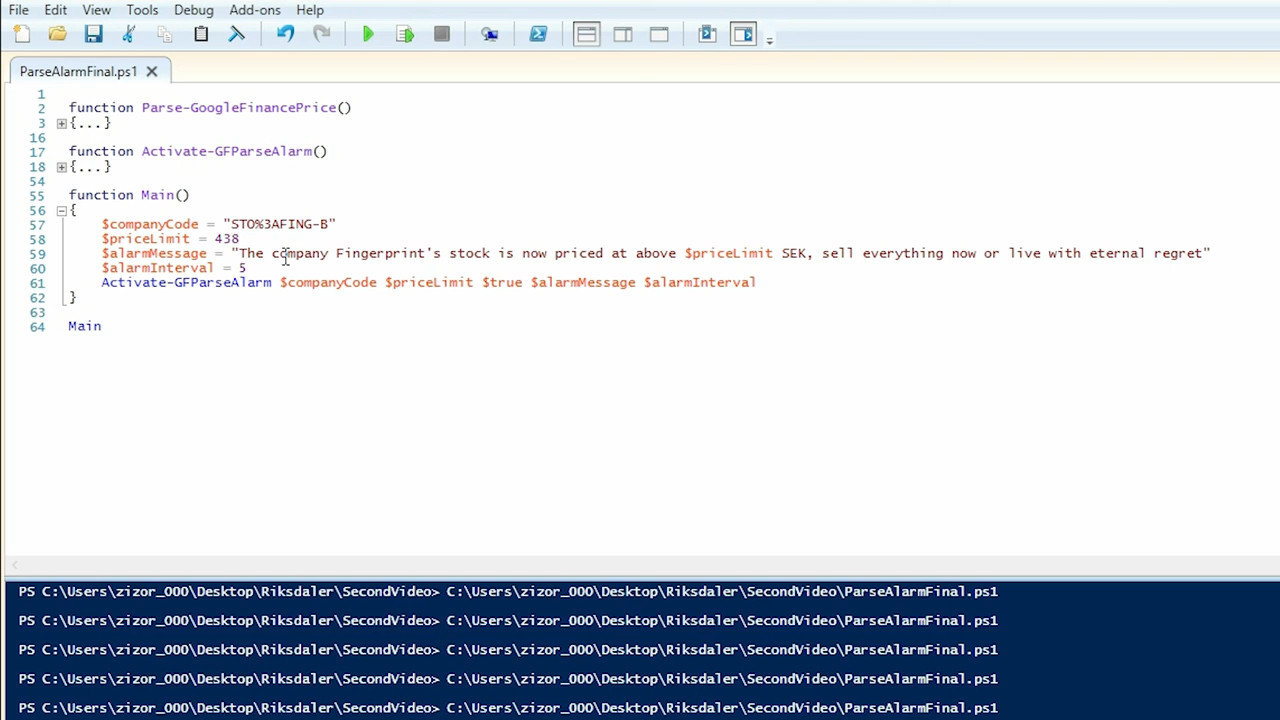 File Edit View Tools Debug Add-ons Help
ParseAlarmFinal.ps1
1
2 function Parse-GoogleFinancePrice()
3 {...}
16
17 function Activate-GFParseAlarm()
18 {...}
54
55 function Main()
56 {
57 $companyCode = "STO%3AFING-B"
58 $priceLimit = 438
59 $alarmMessage = "The company Fingerprint's stock is now priced at above $priceLimit SEK, sell everything now or live with eternal regret"
60 $alarmInterval = 5
61 Activate-GFParseAlarm $companyCode $priceLimit $true $alarmMessage $alarmInterval
62 }
63
64 Main
PS C:\Users\zizor_000\Desktop\Riksdaler\SecondVideo> C:\Users\zizor_000\Desktop\Riksdaler\SecondVideo\ParseAlarmFinal.ps1
PS C:\Users\zizor_000\Desktop\Riksdaler\SecondVideo> C:\Users\zizor_000\Desktop\Riksdaler\SecondVideo\ParseAlarmFinal.ps1
PS C:\Users\zizor_000\Desktop\Riksdaler\SecondVideo> C:\Users\zizor_000\Desktop\Riksdaler\SecondVideo\ParseAlarmFinal.ps1
PS C:\Users\zizor_000\Desktop\Riksdaler\SecondVideo> C:\Users\zizor_000\Desktop\Riksdaler\SecondVideo\ParseAlarmFinal.ps1
PS C:\Users\zizor_000\Desktop\Riksdaler\SecondVideo> C:\Users\zizor_000\Desktop\Riksdaler\SecondVideo\ParseAlarmFinal.ps1